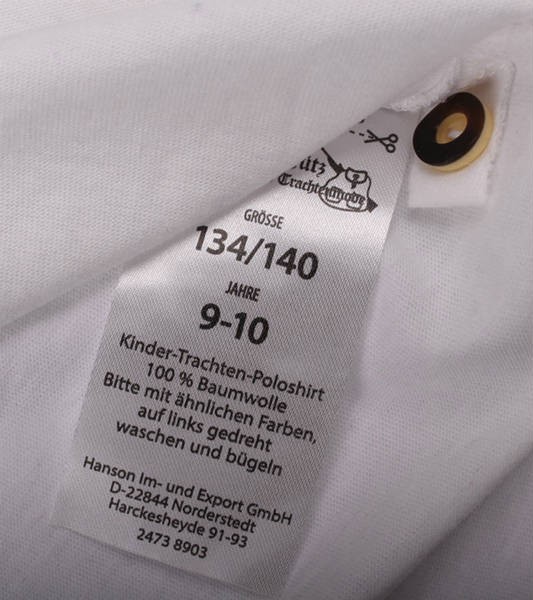 Trachtenmode
GRÖSSE
134/140
JAHRE
9-10
Kinder-Trachten-Poloshirt
100 % Baumwolle
Bitte mit ähnlichen Farben,
auf links gedreht
waschen und bügeln
Hanson Im- und Export GmbH
D-22844 Norderstedt
Harckesheyde 91-93
2473 8903